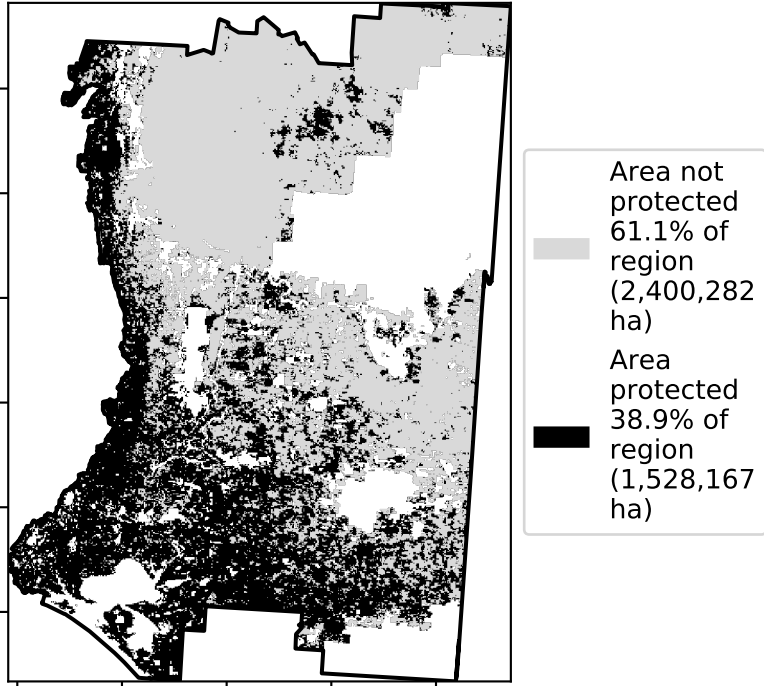 Area not
protected
61.1% of
region
(2,400,282
ha)
Area
protected
38.9% of
region
(1,528,167
ha)